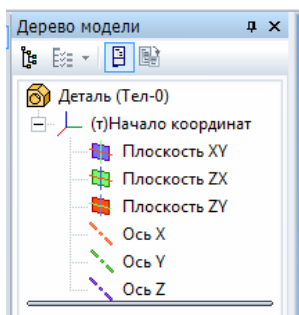 Дерево модели
Деталь (Тел-0)
(т)Начало координат
Плоскость XY
Плоскость ZX
Плоскость ZY
Ось X
Ось Y
Ось Z